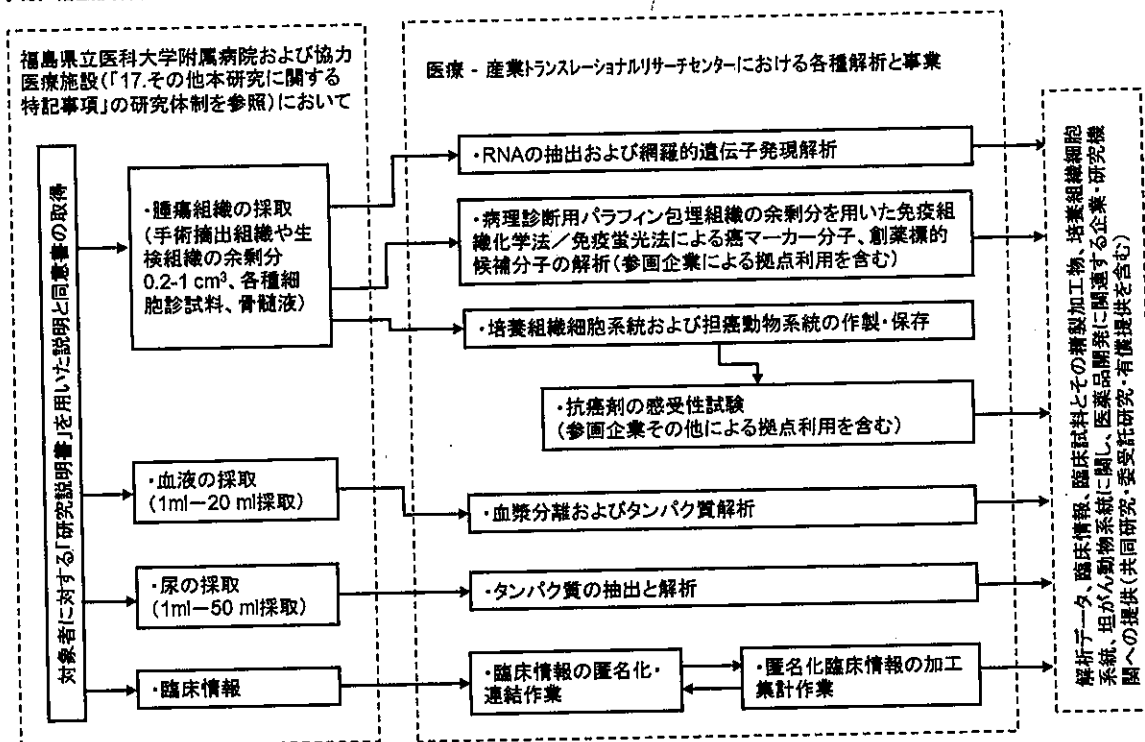 福島県立医科大学附属病院および協力
医療施設(「17.その他本研究に関する
特記事項」の研究体制を参照)において
対象者に対する「研究説明書」を用いた説明と同意書の取得
・腫瘍組織の採取
(手術摘出組織や生
検組織の余剰分
0.2-1 cm³、各種細
胞診試料、骨髄液)
・血液の採取
(1ml－20 ml採取)
・尿の採取
(1ml－50 ml採取)
・臨床情報
医療 - 産業トランスレーショナルリサーチセンターにおける各種解析と事業
・RNAの抽出および網羅的遺伝子発現解析
・病理診断用パラフィン包埋組織の余剰分を用いた免疫組
織化学法／免疫蛍光法による癌マーカー分子、創薬標的
候補分子の解析(参画企業による拠点利用を含む)
・培養組織細胞系統および担癌動物系統の作製・保存
・抗癌剤の感受性試験
(参画企業その他による拠点利用を含む)
・血漿分離およびタンパク質解析
・タンパク質の抽出と解析
・臨床情報の匿名化・
連結作業
・匿名化臨床情報の加工
集計作業
解析データ、臨床情報、臨床試料とその精製加工物、培養組織細胞
系統、坦がん動物系統に関し、医薬品開発に関連する企業・研究機
関への提供(共同研究・委受託研究・有償提供を含む)